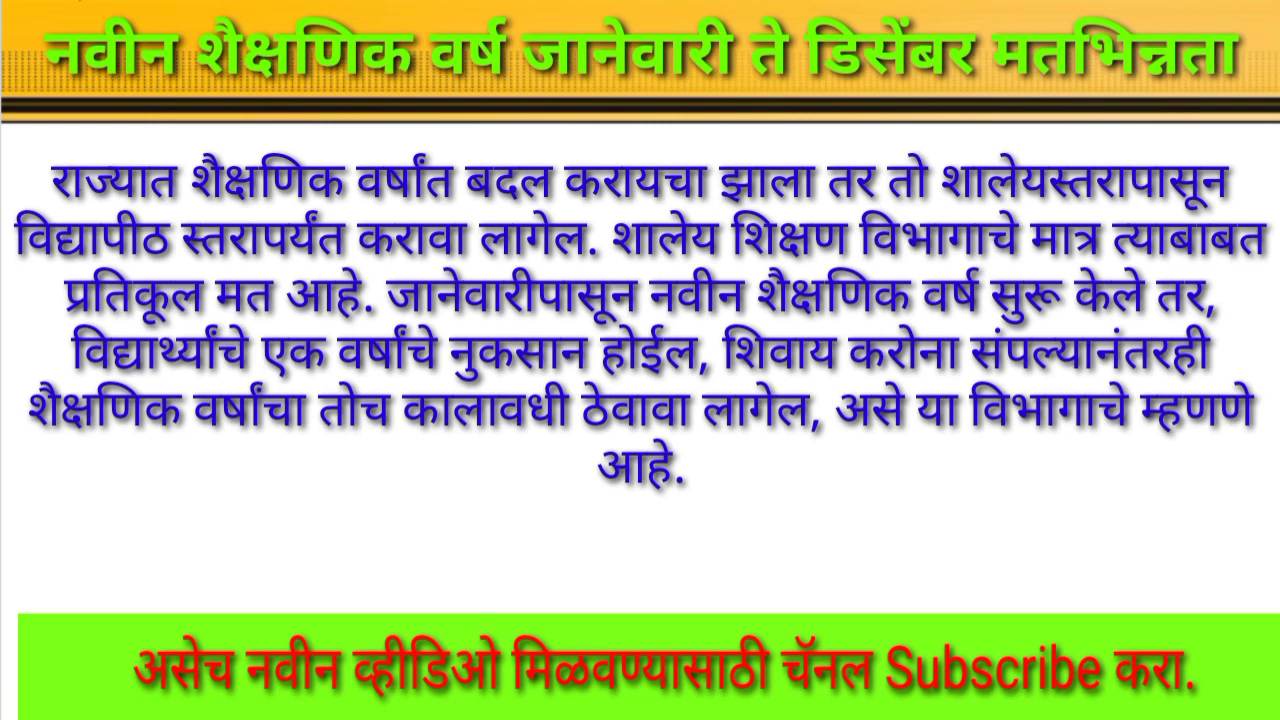 नवीन शैक्षणिक वर्ष जानेवारी ते डिसेंबर मतभिन्नता
राज्यात शैक्षणिक वर्षांत बदल करायचा झाला तर तो शालेयस्तरापासून
विद्यापीठ स्तरापर्यंत करावा लागेल. शालेय शिक्षण विभागाचे मात्र त्याबाबत
प्रतिकूल मत आहे. जानेवारीपासून नवीन शैक्षणिक वर्ष सुरू केले तर,
विद्यार्थ्यांचे एक वर्षांचे नुकसान होईल, शिवाय करोना संपल्यानंतरही
शैक्षणिक वर्षांचा तोच कालावधी ठेवावा लागेल, असे या विभागाचे म्हणणे
आहे.
असेच नवीन व्हीडिओ मिळवण्यासाठी चॅनल Subscribe करा.